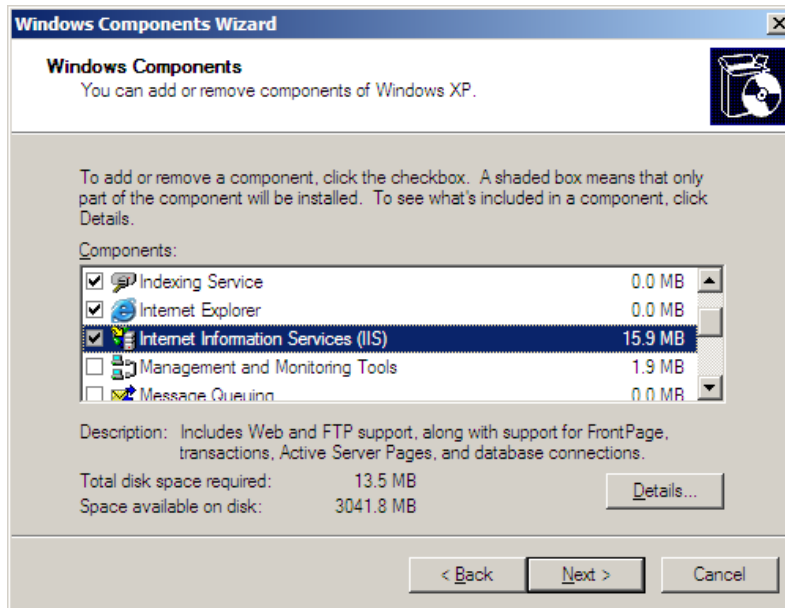 Windows Components Wizard
Windows Components
You can add or remove components of Windows XP.
To add or remove a component, click the checkbox. A shaded box means that only
part of the component will be installed. To see what's included in a component, click
Details.
Components:
Indexing Service 0.0 MB
Internet Explorer 0.0 MB
Internet Information Services (IIS) 15.9 MB
Management and Monitoring Tools 1.9 MB
Message Queuing 0.0 MB
Description: Includes Web and FTP support, along with support for FrontPage,
transactions, Active Server Pages, and database connections.
Total disk space required: 13.5 MB
Space available on disk: 3041.8 MB
Details...
< Back Next > Cancel